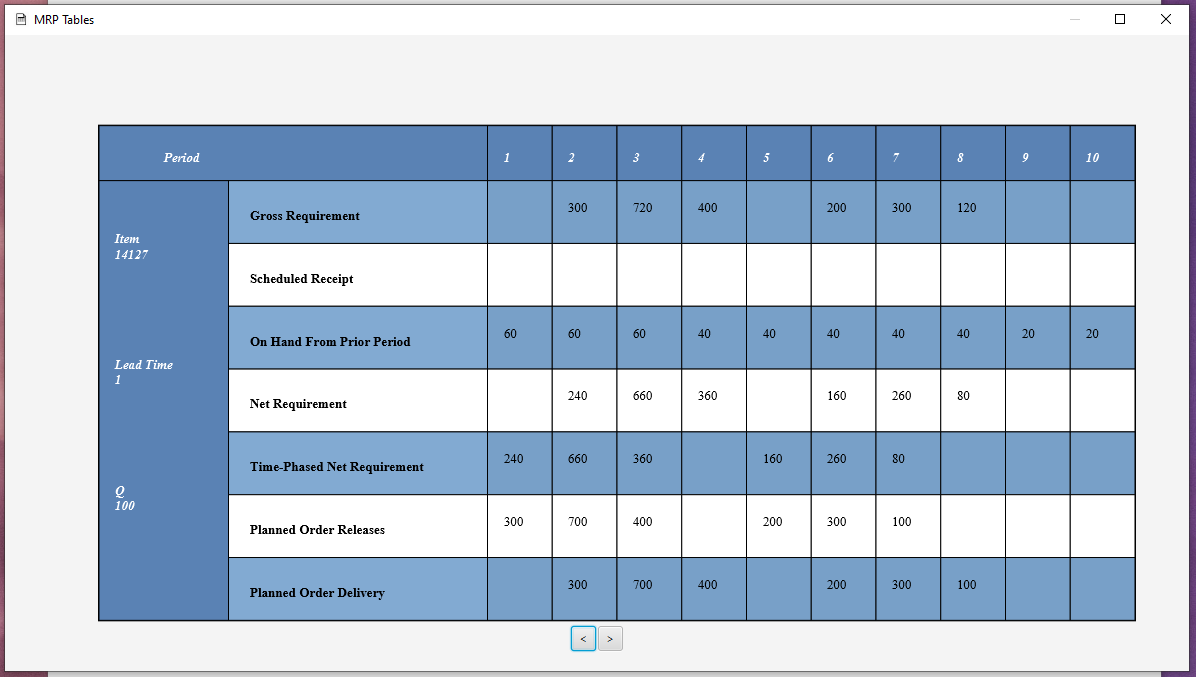 MRP Tables
Period 1 2 3 4 5 6 7 8 9 10
Item
14127
Lead Time
1
Q
100
Gross Requirement 300 720 400 200 300 120
Scheduled Receipt
On Hand From Prior Period 60 60 60 40 40 40 40 40 20 20
Net Requirement 240 660 360 160 260 80
Time-Phased Net Requirement 240 660 360 160 260 80
Planned Order Releases 300 700 400 200 300 100
Planned Order Delivery 300 700 400 200 300 100
< >